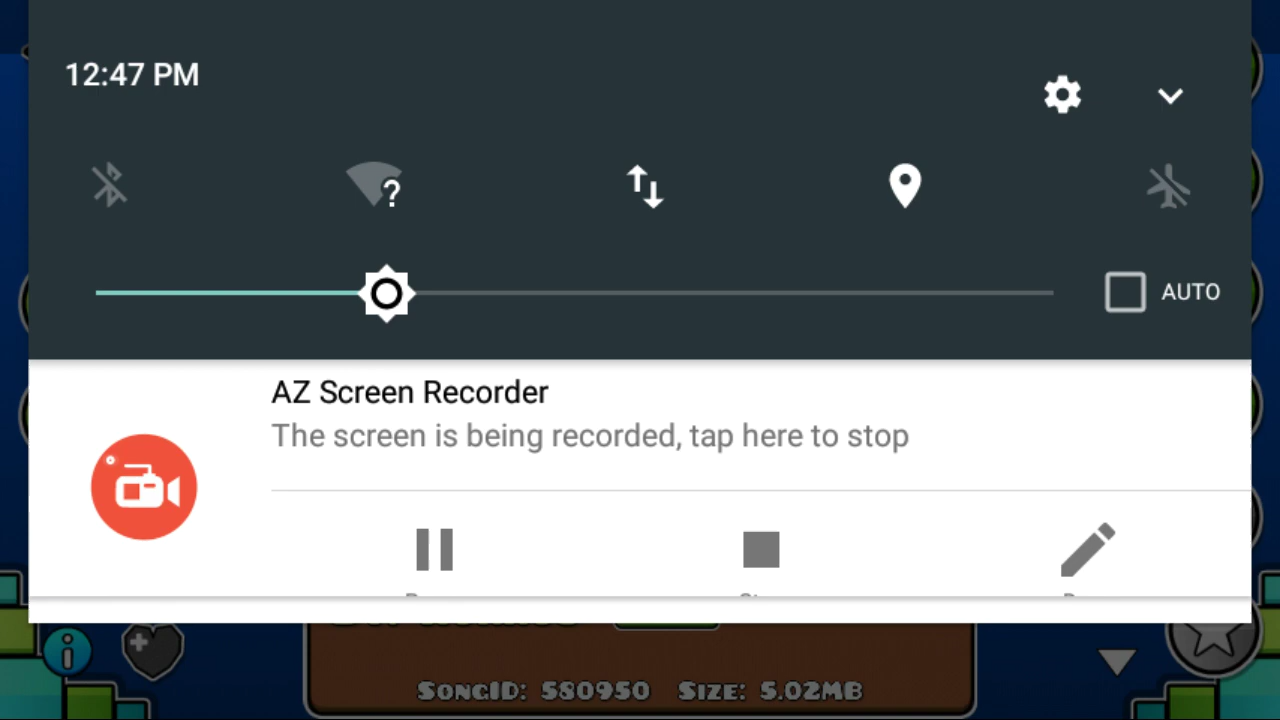 12:47 PM
?
AUTO
AZ Screen Recorder
The screen is being recorded, tap here to stop
SongID: 580950 Size: 5.02MB